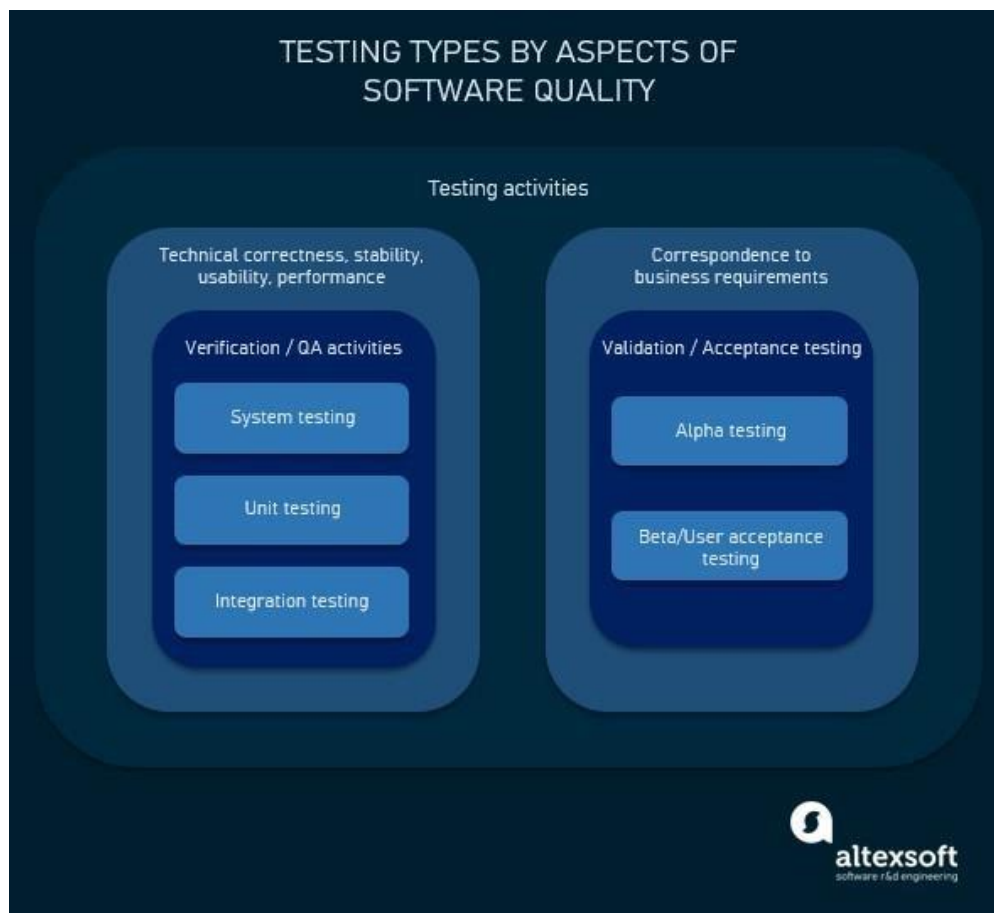 TESTING TYPES BY ASPECTS OF
SOFTWARE QUALITY
Testing activities
Technical correctness, stability,
usability, performance
Verification / QA activities
System testing
Unit testing
Integration testing
Correspondence to
business requirements
Validation / Acceptance testing
Alpha testing
Beta/User acceptance
testing
altexsoft
software r&d engineering